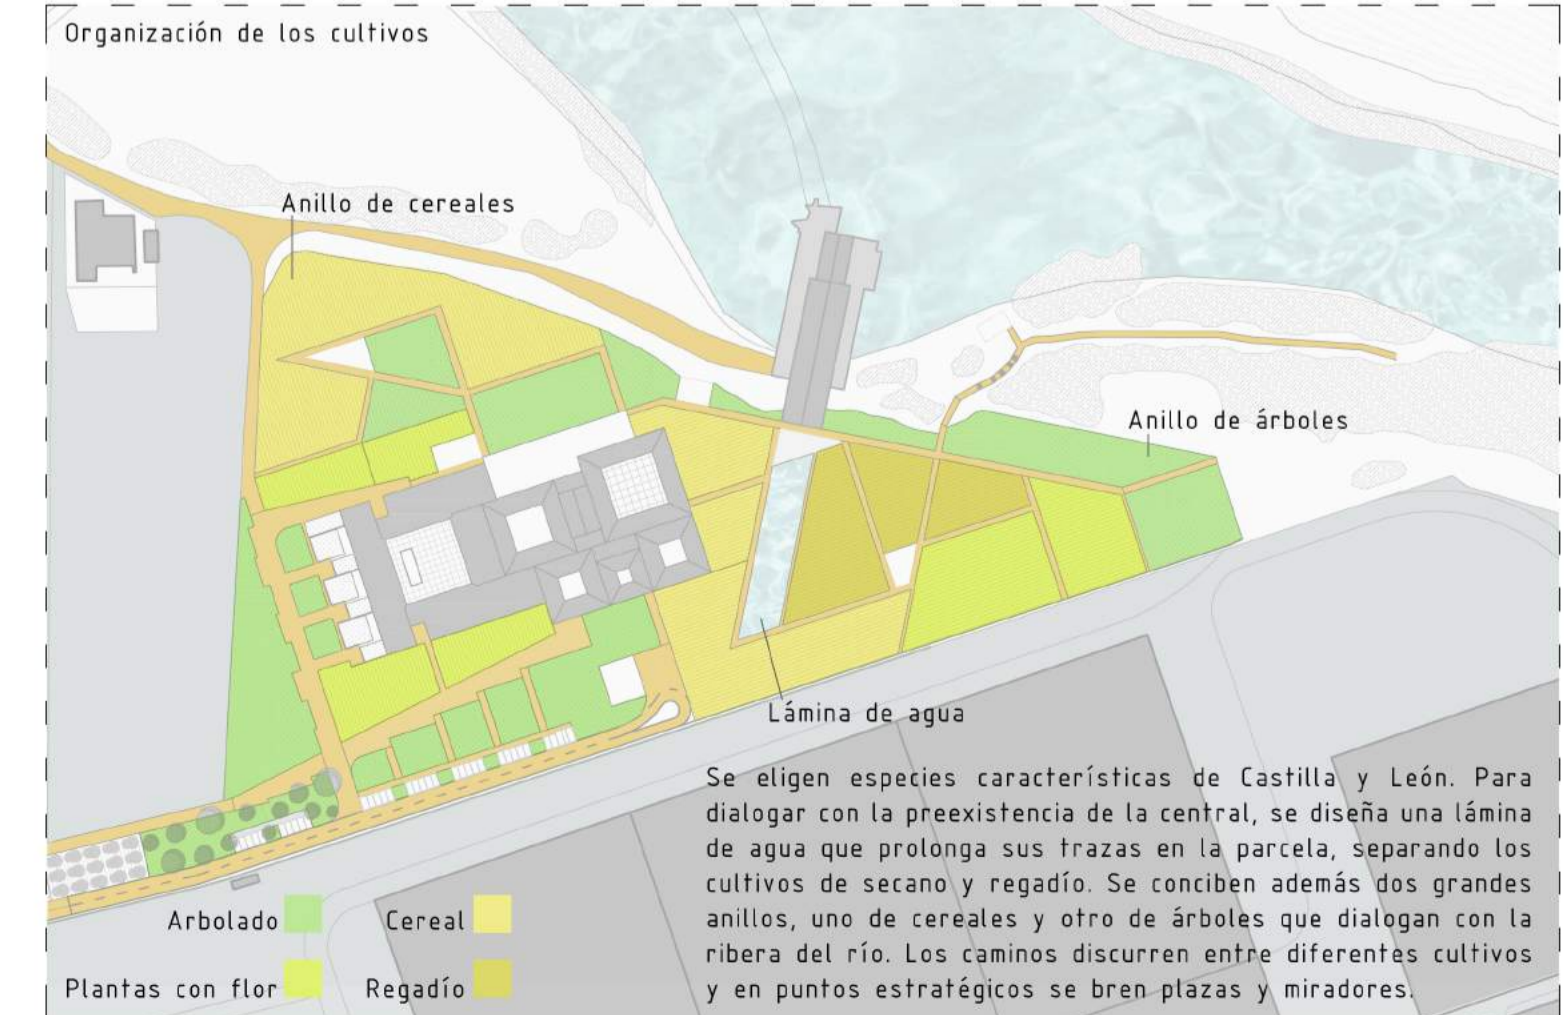 Organización de los cultivos
Anillo de cereales
Anillo de árboles
Lámina de agua
Se eligen especies características de Castilla y León. Para
dialogar con la preexistencia de la central, se diseña una lámina
de agua que prolonga sus trazas en la parcela, separando los
cultivos de secano y regadío. Se conciben además dos grandes
anillos, uno de cereales y otro de árboles que dialogan con la
ribera del río. Los caminos discurren entre diferentes cultivos
y en puntos estratégicos se bren plazas y miradores.
Arbolado
Cereal
Plantas con flor
Regadío